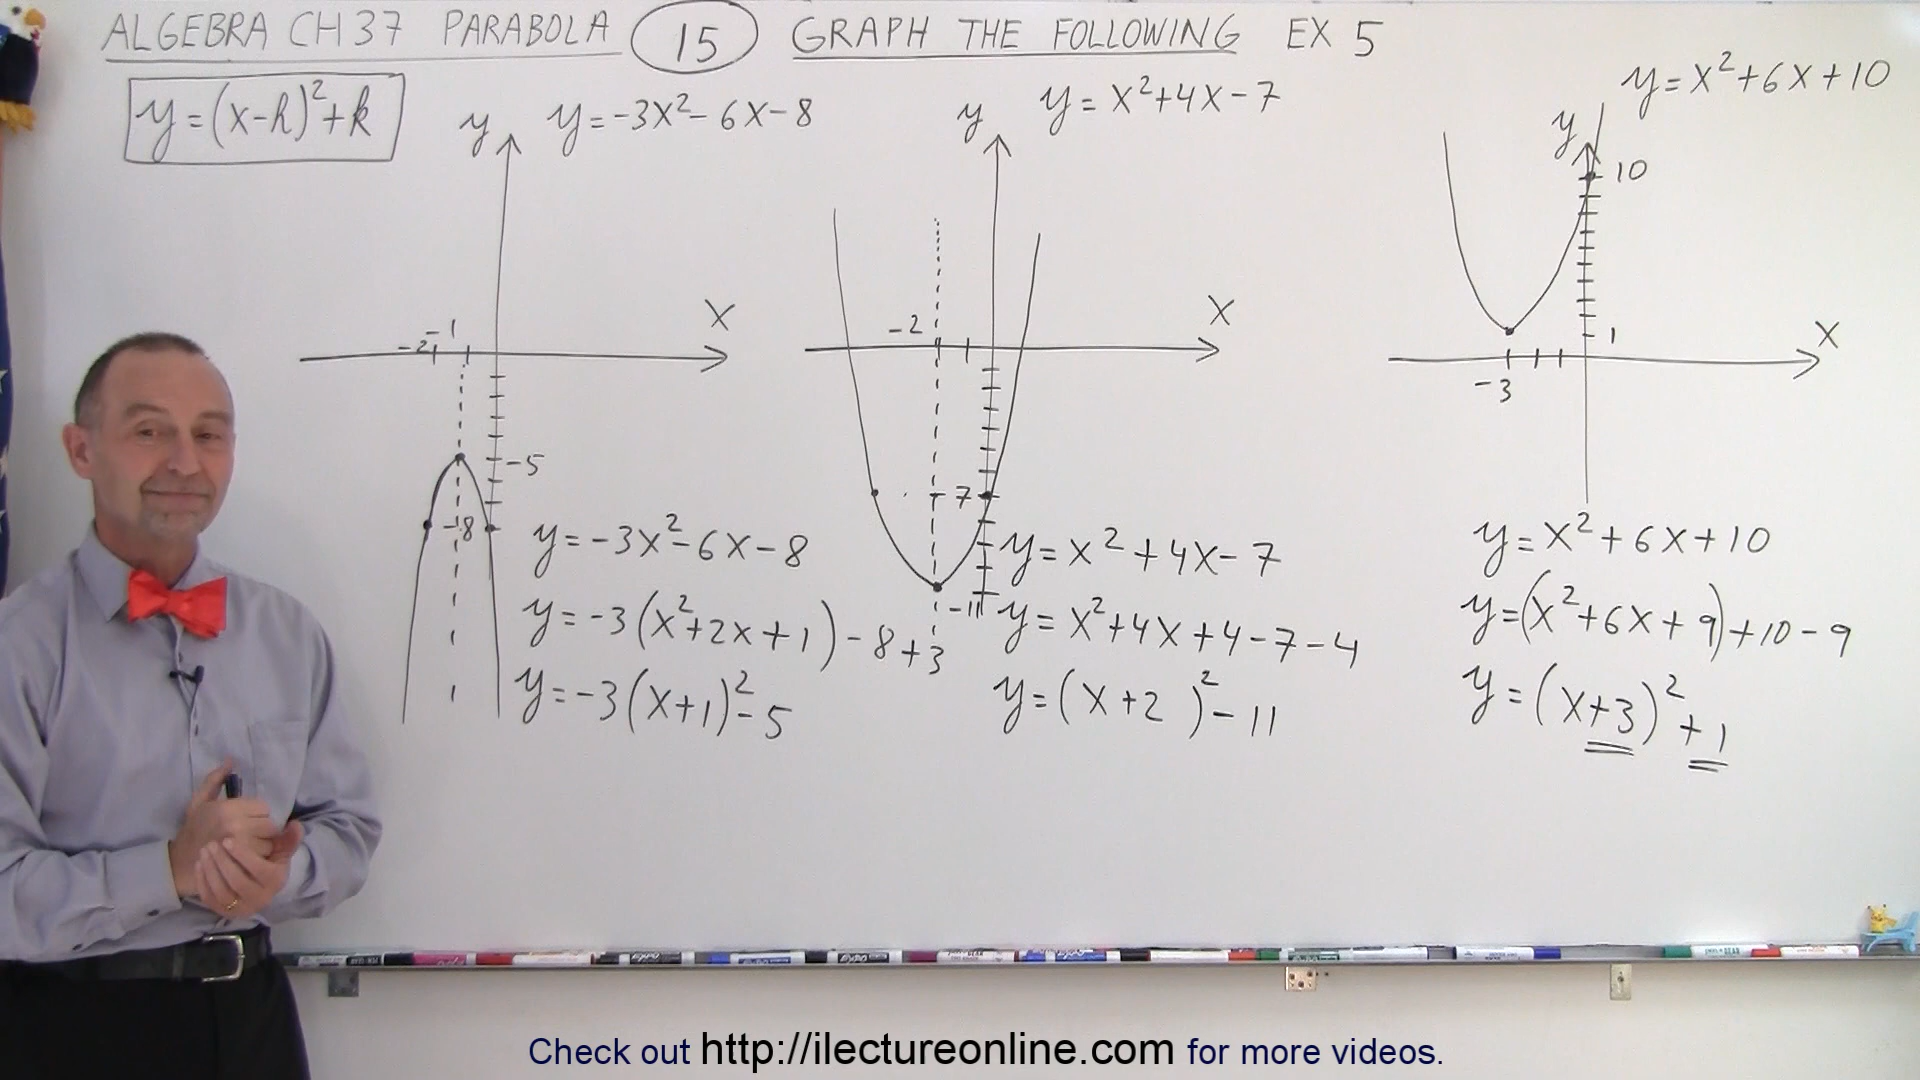 ALGEBRA CH 37 PARABOLA 15 GRAPH THE FOLLOWING EX 5
y=(x-h)²+k
y=-3x²-6x-8
y
x
-1
-2
-5
-8
y=-3x²-6x-8
y=-3(x²+2x+1)-8+3
y=-3(x+1)²-5
y=x²+4x-7
y
x
-2
-7
-11
y=x²+4x-7
y=x²+4x+4-7-4
y=(x+2)²-11
y=x²+6x+10
y
10
1
x
-3
y=x²+6x+10
y=(x²+6x+9)+10-9
y=(x+3)²+1
Check out http://ilectureonline.com for more videos.